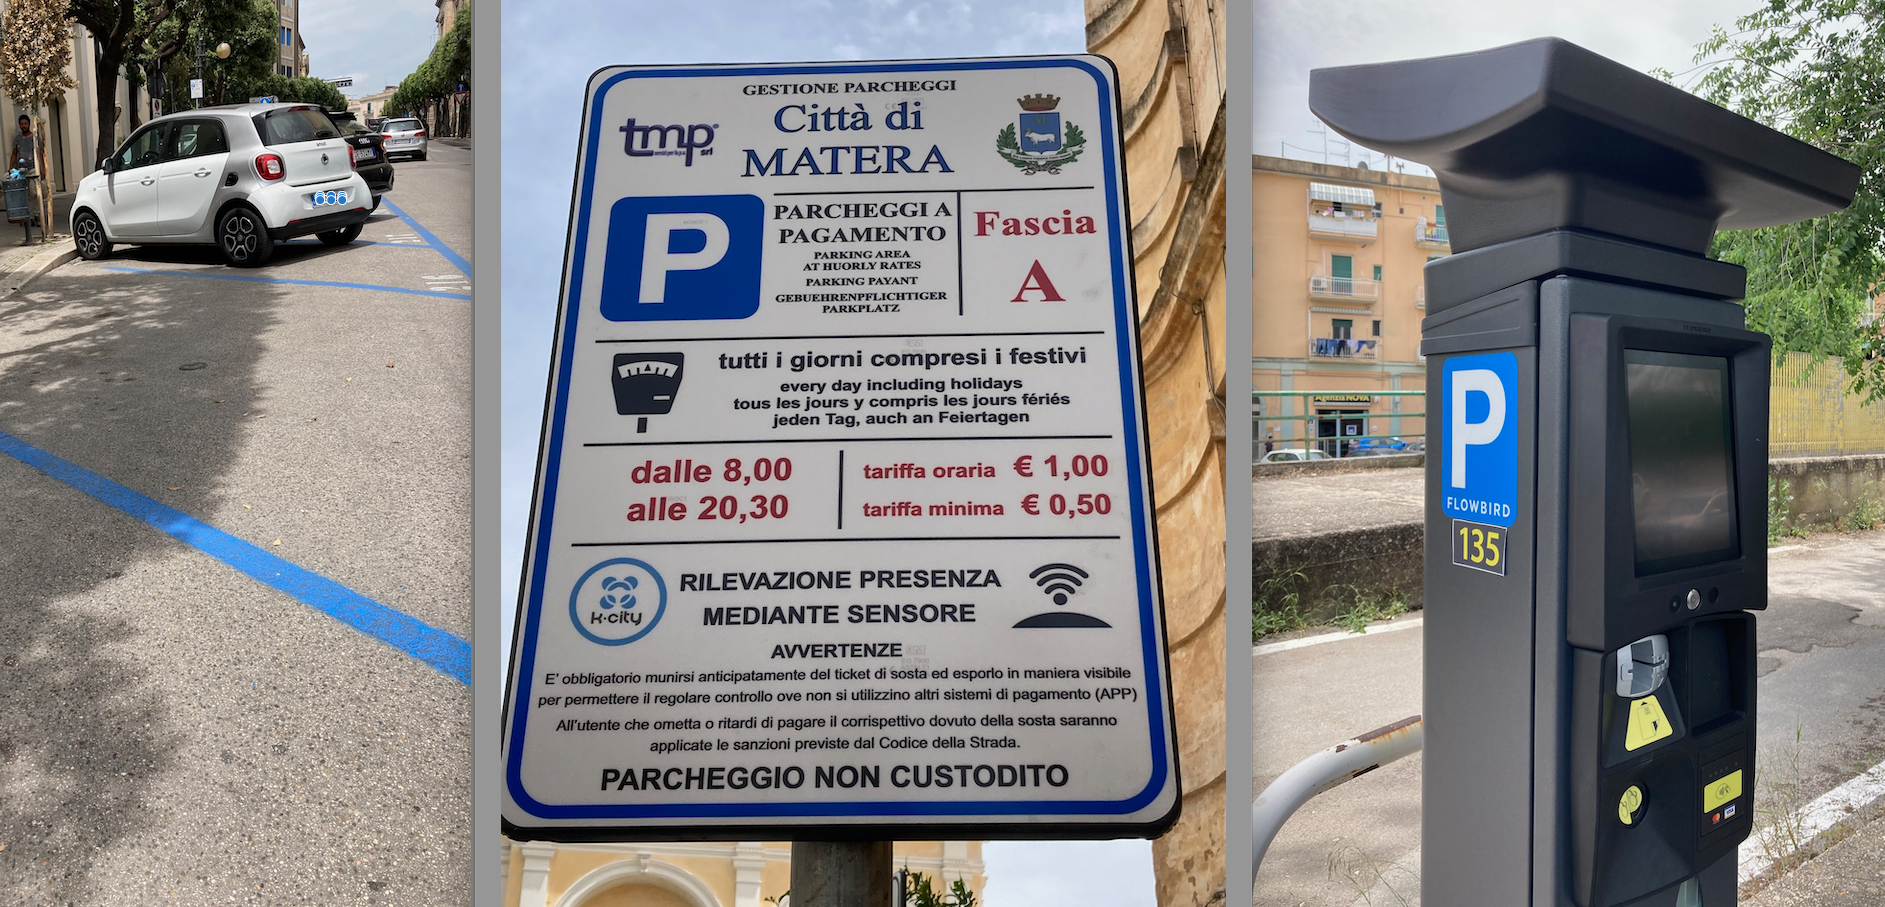 smart
666
GESTIONE PARCHEGGI
tmp srl
Città di
MATERA
P
PARCHEGGI A
PAGAMENTO
PARKING AREA
AT HUORLY RATES
PARKING PAYANT
GEBUEHRENPFLICHTIGER
PARKPLATZ
Fascia
A
tutti i giorni compresi i festivi
every day including holidays
tous les jours y compris les jours fériés
jeden Tag, auch an Feiertagen
dalle 8,00
alle 20,30
tariffa oraria € 1,00
tariffa minima € 0,50
k·city
RILEVAZIONE PRESENZA
MEDIANTE SENSORE
AVVERTENZE
E' obbligatorio munirsi anticipatamente del ticket di sosta ed esporlo in maniera visibile
per permettere il regolare controllo ove non si utilizzino altri sistemi di pagamento (APP)
All'utente che ometta o ritardi di pagare il corrispettivo dovuto della sosta saranno
applicate le sanzioni previste dal Codice della Strada.
PARCHEGGIO NON CUSTODITO
Agenzia NOVA
P
FLOWBIRD
135
VISA